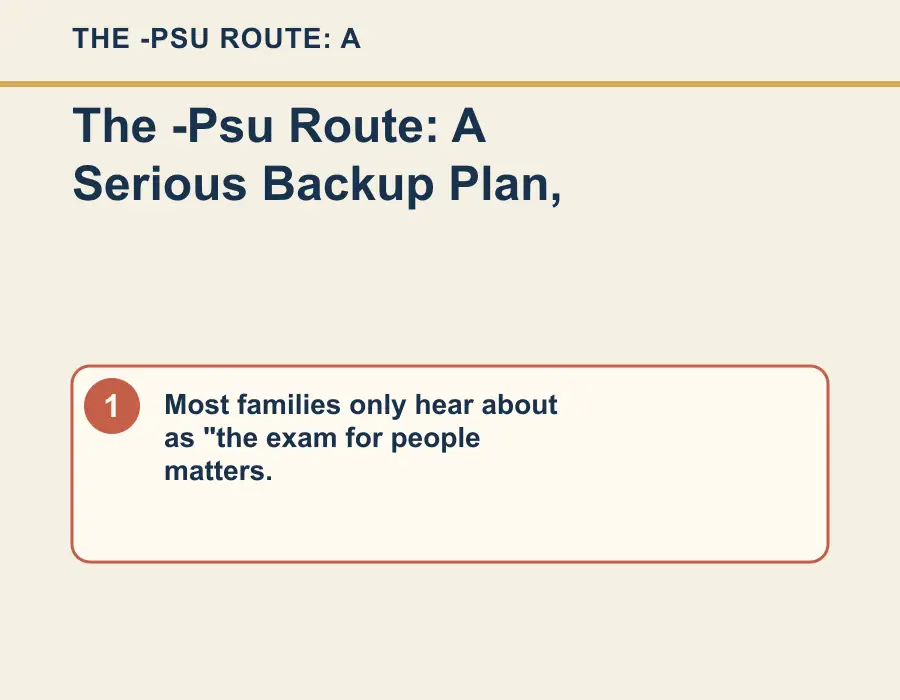 THE -PSU ROUTE: A
The -Psu Route: A
Serious Backup Plan,
1
Most families only hear about
as "the exam for people
matters.